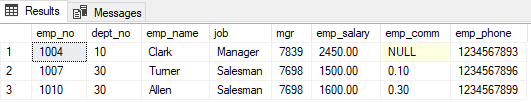 Results Messages
emp_no dept_no emp_name job mgr emp_salary emp_comm emp_phone
1 1004 10 Clark Manager 7839 2450.00 NULL 1234567893
2 1007 30 Turner Salesman 7698 1500.00 0.10 1234567896
3 1010 30 Allen Salesman 7698 1600.00 0.30 1234567899